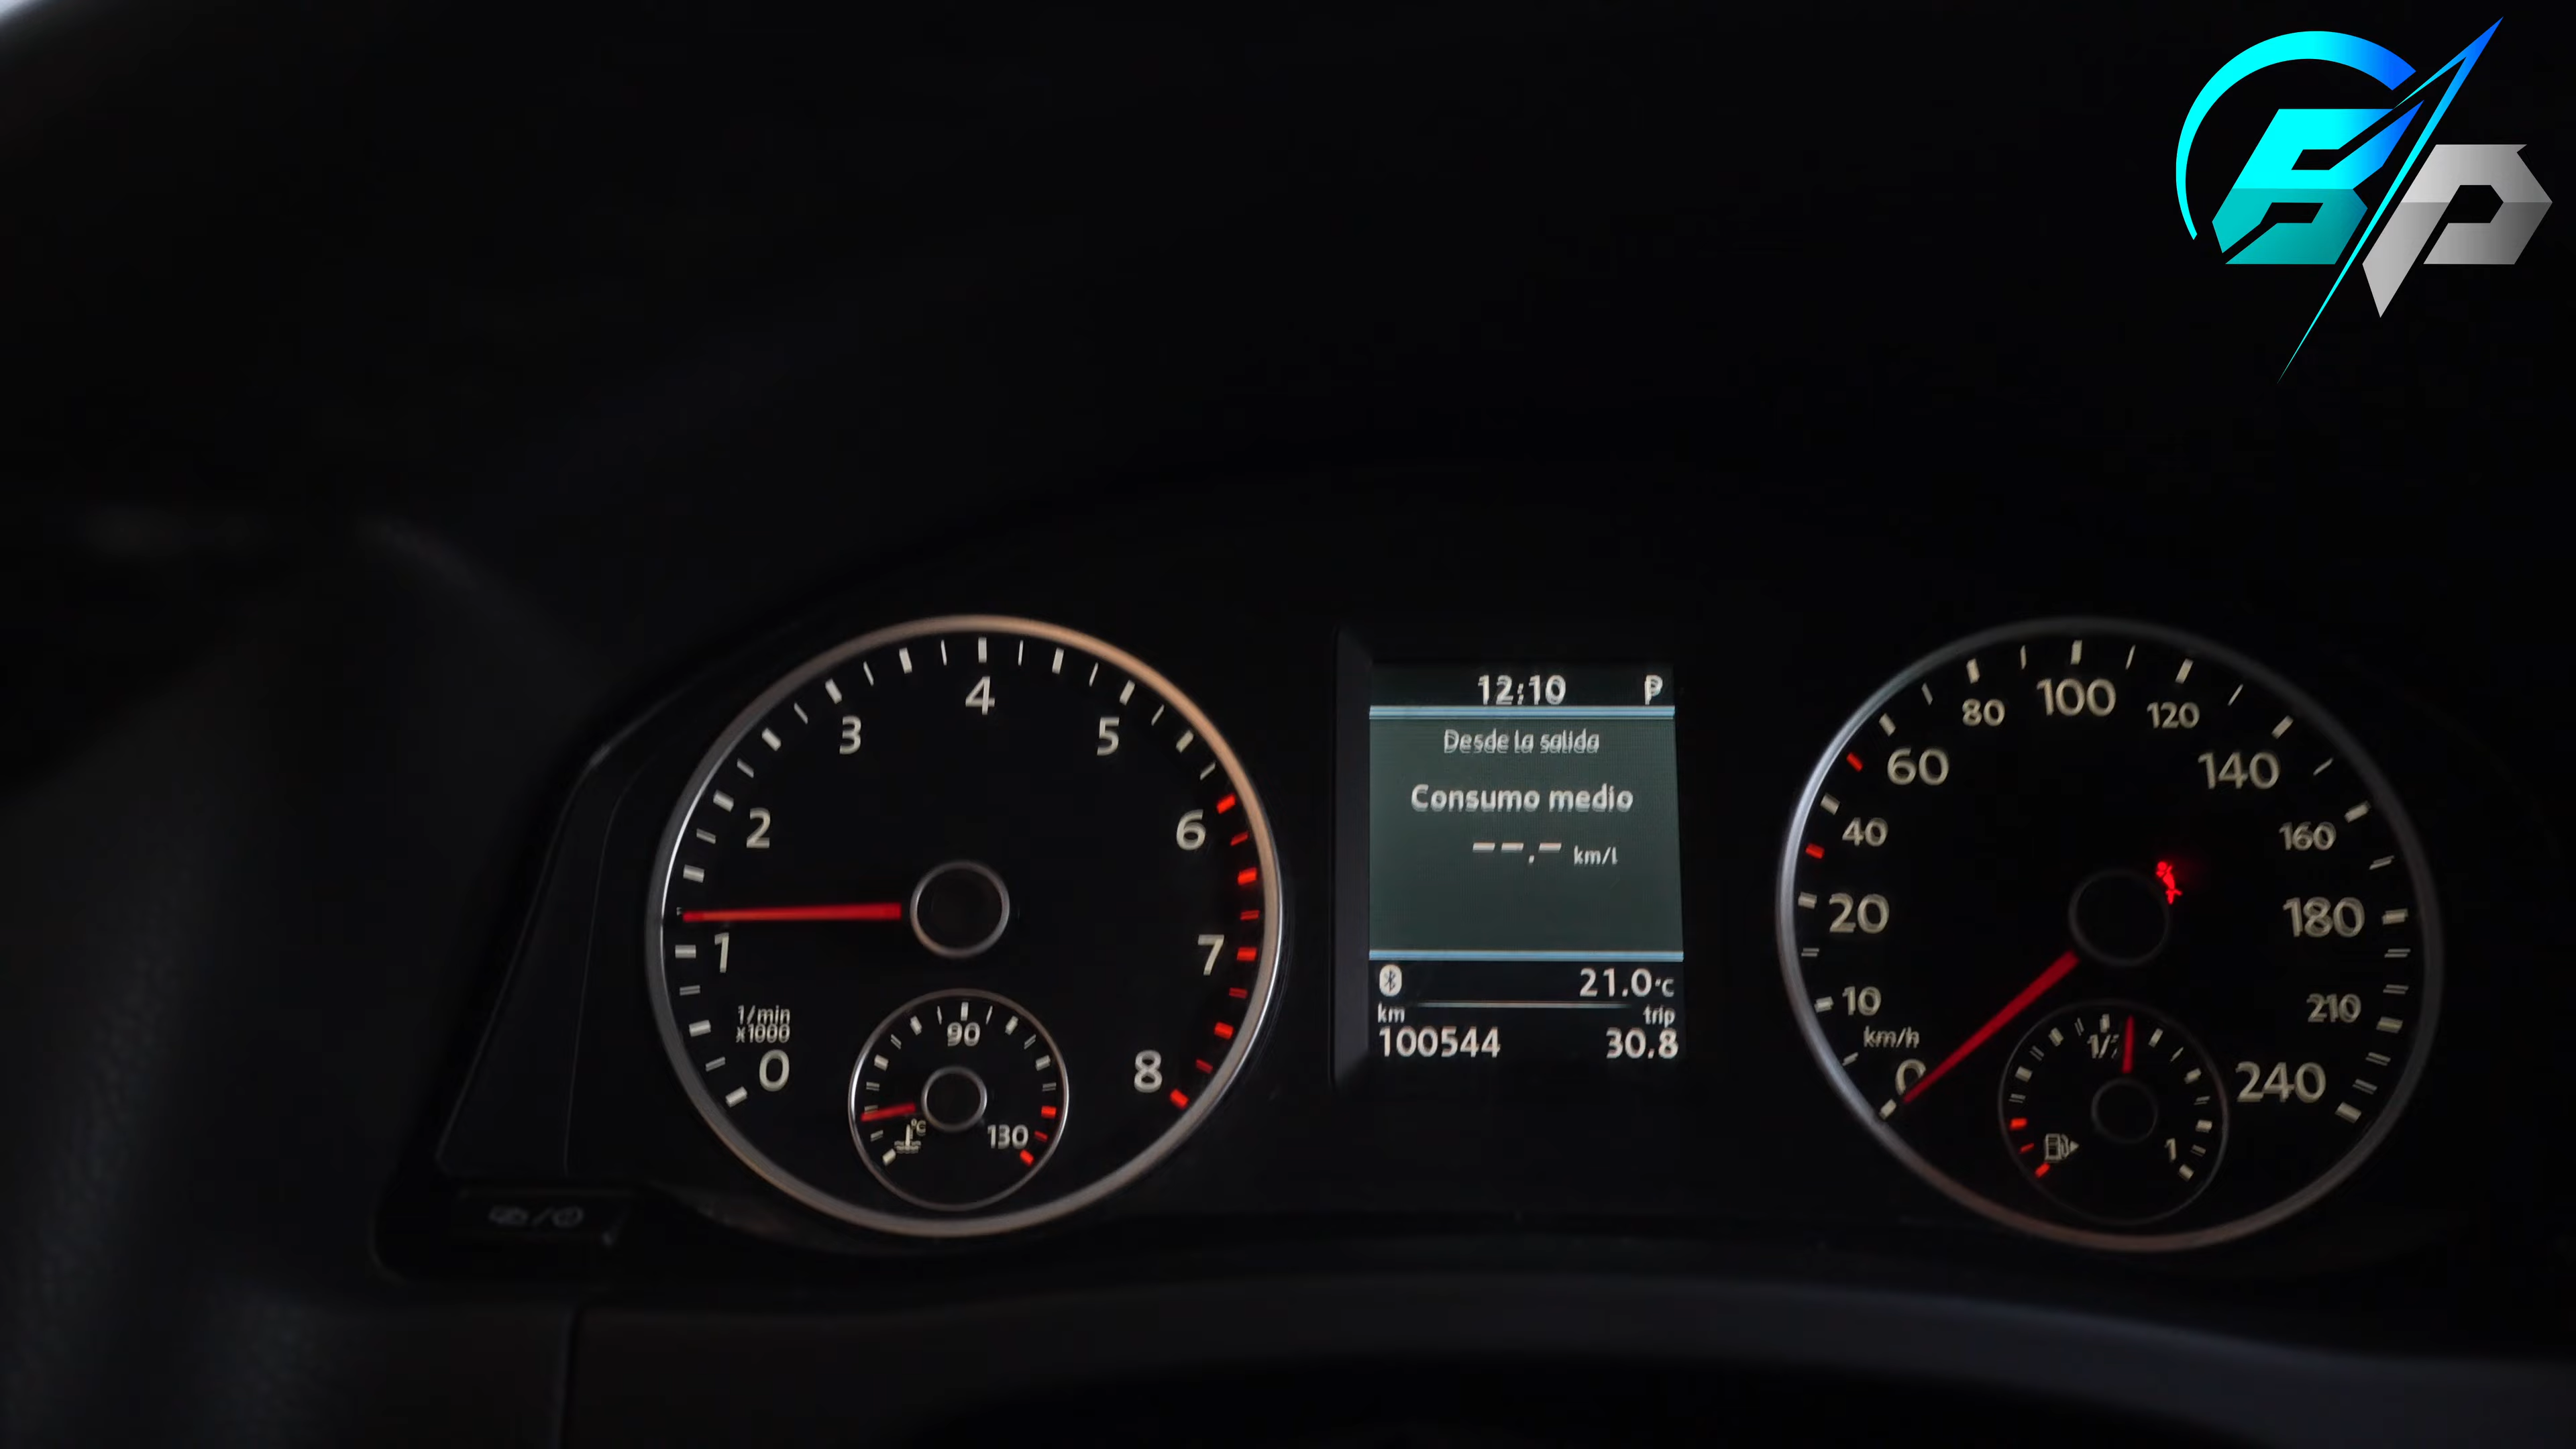 BP
4
3
5
2
6
1
7
1/min
x1000
0
8
90
°C
130
12:10 P
Desde la salida
Consumo medio
--.- km/l
21.0°C
km trip
100544 30.8
100
80
120
60
140
40
160
20
180
10
210
km/h
0
240
1/2
1